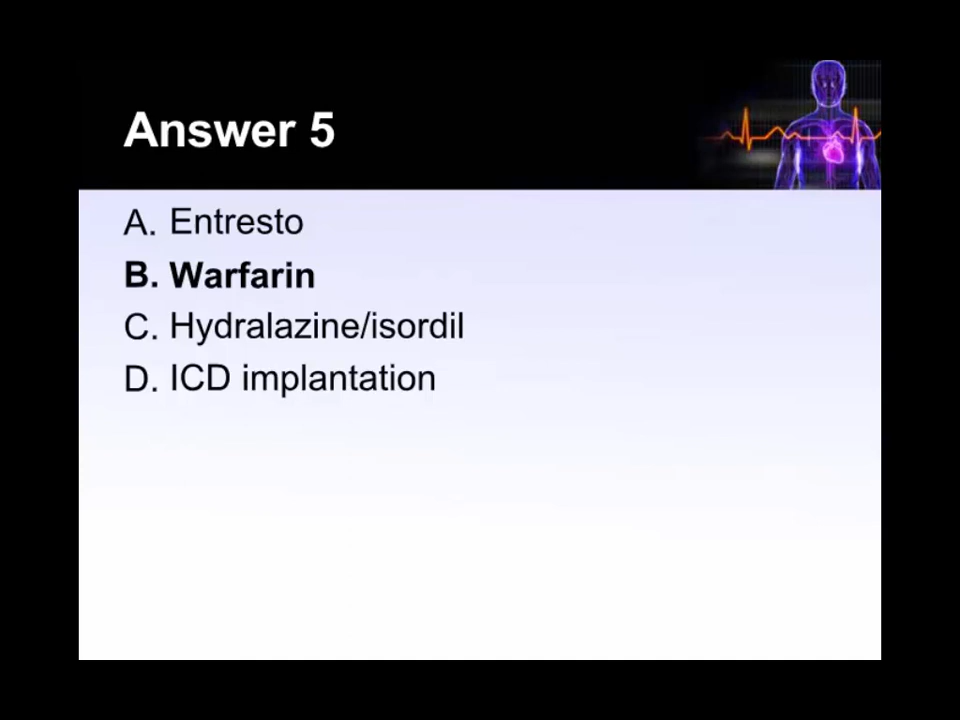 Answer 5
A. Entresto
B. Warfarin
C. Hydralazine/isordil
D. ICD implantation